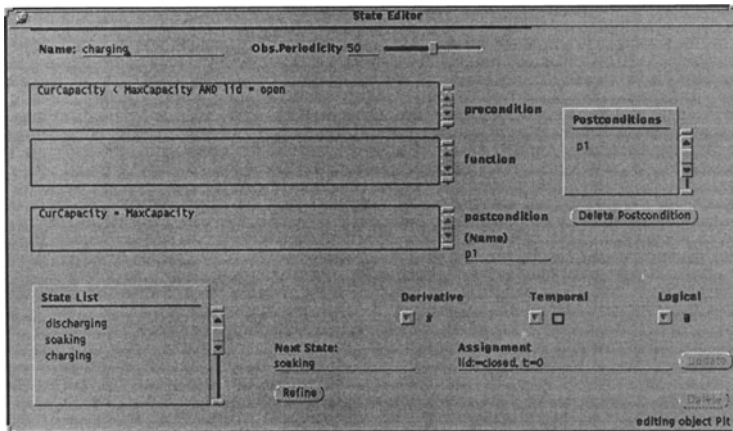 State Editor
Name: charging
Obs.Periodicity 50
CurCapacity < MaxCapacity AND lid = open
precondition
function
Postconditions
p1
CurCapacity = MaxCapacity
postcondition
Delete Postcondition
(Name)
p1
State List
discharging
soaking
charging
Derivative
Temporal
Logical
Next State:
soaking
Assignment
lid:=closed, t=0
Update
Refine
Delete
editing object Pit